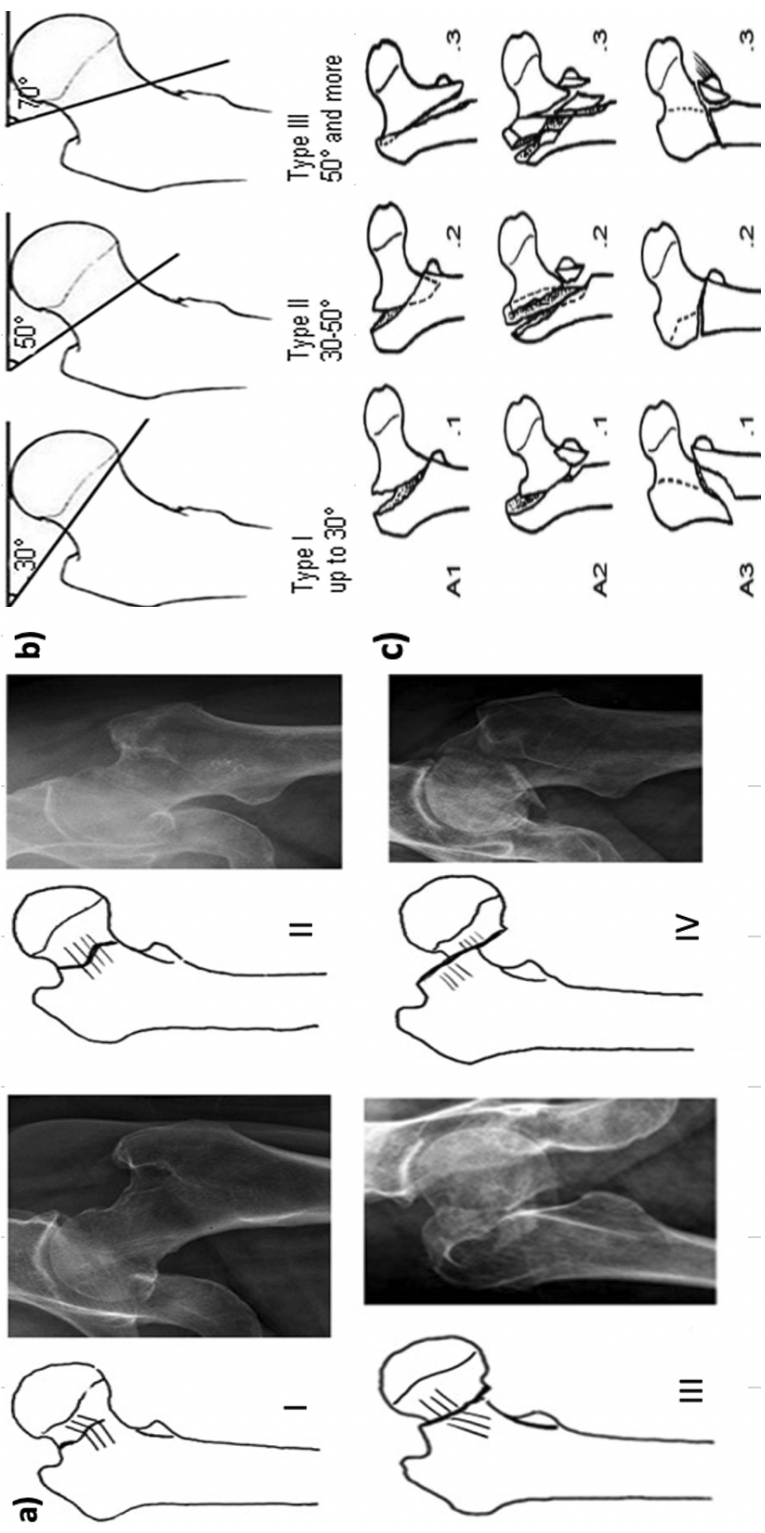 a)
I
II
III
IV
b)
30°
50°
70°
Type I
up to 30°
Type II
30-50°
Type III
50° and more
c)
A1 .1 .2 .3
A2 .1 .2 .3
A3 .1 .2 .3